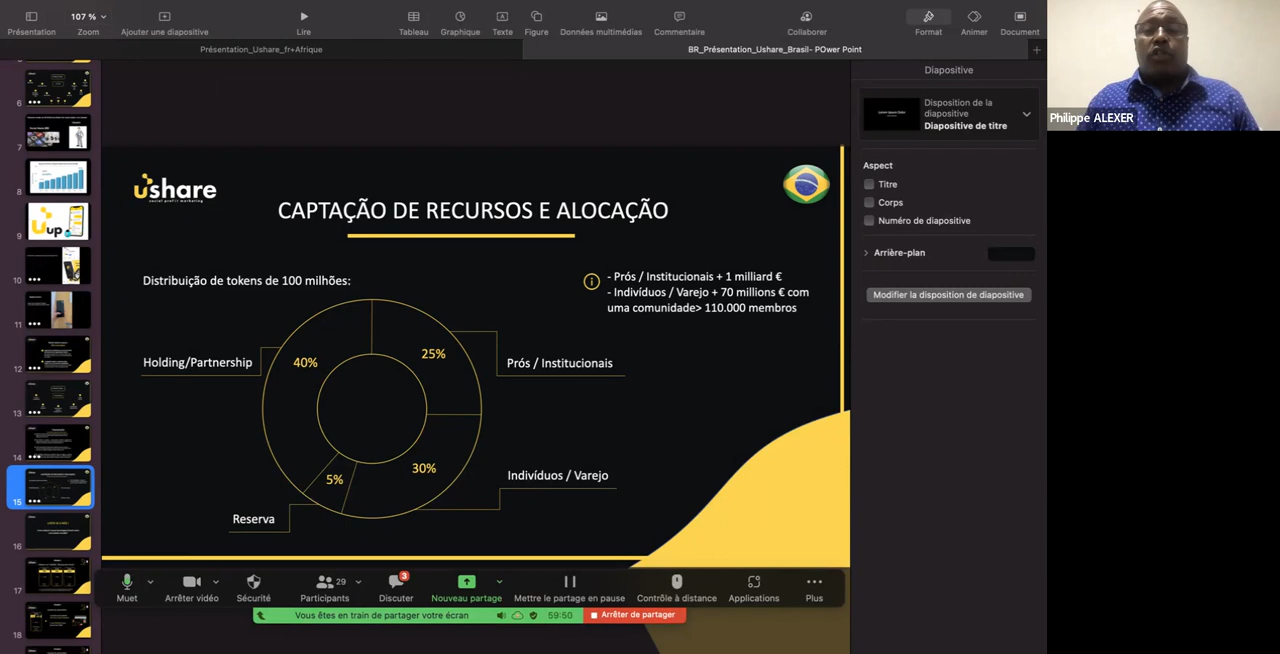 107 %
Présentation
Zoom
Ajouter une diapositive
Lire
Tableau
Graphique
Texte
Figure
Données multimédias
Commentaire
Collaborer
Format
Animer
Document
Présentation_Ushare_fr+Afrique
BR_Présentation_Ushare_Brasil- POwer Point
6
7
8
9
10
11
12
13
14
15
16
17
18
Uup
ushare
social profit marketing
CAPTAÇÃO DE RECURSOS E ALOCAÇÃO
Distribuição de tokens de 100 milhões:
- Prós / Institucionais + 1 milliard €
- Indivíduos / Varejo + 70 millions € com
uma comunidade> 110.000 membros
Holding/Partnership
40%
25%
Prós / Institucionais
5%
30%
Indivíduos / Varejo
Reserva
Diapositive
Disposition de la
diapositive
Diapositive de titre
Aspect
Titre
Corps
Numéro de diapositive
Arrière-plan
Modifier la disposition de diapositive
Philippe ALEXER
Muet
Arrêter vidéo
Sécurité
29
Participants
3
Discuter
Nouveau partage
Mettre le partage en pause
Contrôle à distance
Applications
Plus
Vous êtes en train de partager votre écran
59:50
Arrêter de partager